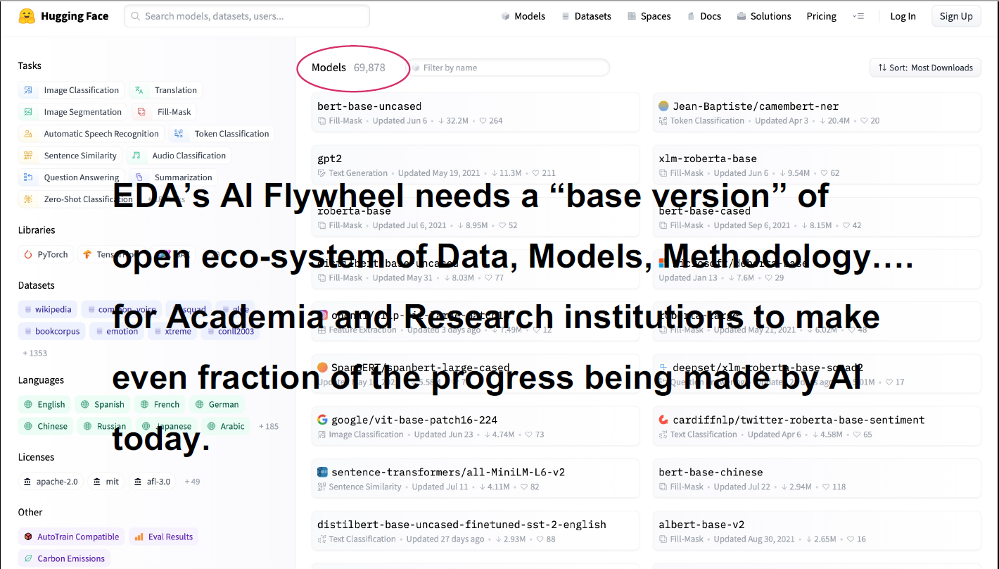 Hugging Face
Search models, datasets, users...
Models
Datasets
Spaces
Docs
Solutions
Pricing
Log In
Sign Up
Tasks
Image Classification
Translation
Image Segmentation
Fill-Mask
Automatic Speech Recognition
Token Classification
Sentence Similarity
Audio Classification
Question Answering
Summarization
Zero-Shot Classification
Libraries
PyTorch
Datasets
wikipedia
common_voice
squad
glue
bookcorpus
emotion
xtreme
conll2003
+ 1353
Languages
English
Spanish
French
German
Chinese
Russian
Japanese
Arabic
+ 185
Licenses
apache-2.0
mit
afl-3.0
+ 49
Other
AutoTrain Compatible
Eval Results
Carbon Emissions
Models 69,878
Filter by name
Sort: Most Downloads
bert-base-uncased
Fill-Mask • Updated Jun 6 • ↓ 32.2M • ♡ 264
Jean-Baptiste/camembert-ner
Token Classification • Updated Apr 3 • ↓ 20.4M • ♡ 20
gpt2
Text Generation • Updated May 19, 2021 • ↓ 11.3M • ♡ 211
xlm-roberta-base
Fill-Mask • Updated Jun 6 • ↓ 9.54M • ♡ 62
roberta-base
Fill-Mask • Updated Jul 6, 2021 • ↓ 8.95M • ♡ 52
bert-base-cased
Fill-Mask • Updated Sep 6, 2021 • ↓ 8.15M • ♡ 42
distilbert-base-uncased
Fill-Mask • Updated May 31 • ↓ 8.03M • ♡ 77
microsoft/deberta-base
Updated Jan 13 • ↓ 7.6M • ♡ 29
Feature Extraction • Updated 3 days ago • ↓ 7.49M • ♡ 12
roberta-large
Fill-Mask • Updated May 21, 2021 • ↓ 6.02M • ♡ 48
SpanBERT/spanbert-large-cased
deepset/xlm-roberta-base-squad2
♡ 17
google/vit-base-patch16-224
Image Classification • Updated Jun 23 • ↓ 4.74M • ♡ 73
cardiffnlp/twitter-roberta-base-sentiment
Text Classification • Updated Apr 6 • ↓ 4.58M • ♡ 65
sentence-transformers/all-MiniLM-L6-v2
Sentence Similarity • Updated Jul 11 • ↓ 4.11M • ♡ 82
bert-base-chinese
Fill-Mask • Updated Jul 22 • ↓ 2.94M • ♡ 118
distilbert-base-uncased-finetuned-sst-2-english
Text Classification • Updated 27 days ago • ↓ 2.93M • ♡ 88
albert-base-v2
Fill-Mask • Updated Aug 30, 2021 • ↓ 2.65M • ♡ 16
EDA’s AI Flywheel needs a “base version” of
open eco-system of Data, Models, Methodology….
for Academia and Research institutions to make
even fraction of the progress being made by AI
today.